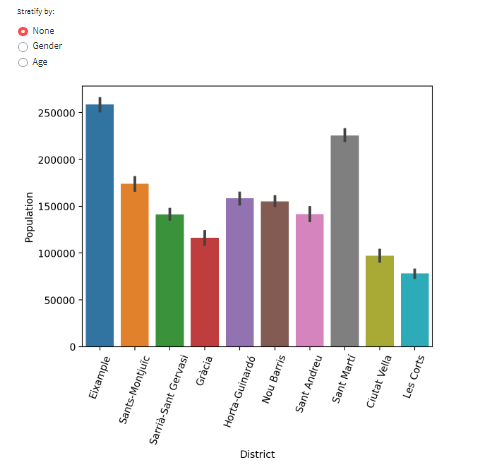 Stratify by:
None
Gender
Age
250000
200000
150000
100000
50000
0
Population
Eixample
Sants-Montjuïc
Sarrià-Sant Gervasi
Gràcia
Horta-Guinardó
Nou Barris
Sant Andreu
Sant Martí
Ciutat Vella
Les Corts
District